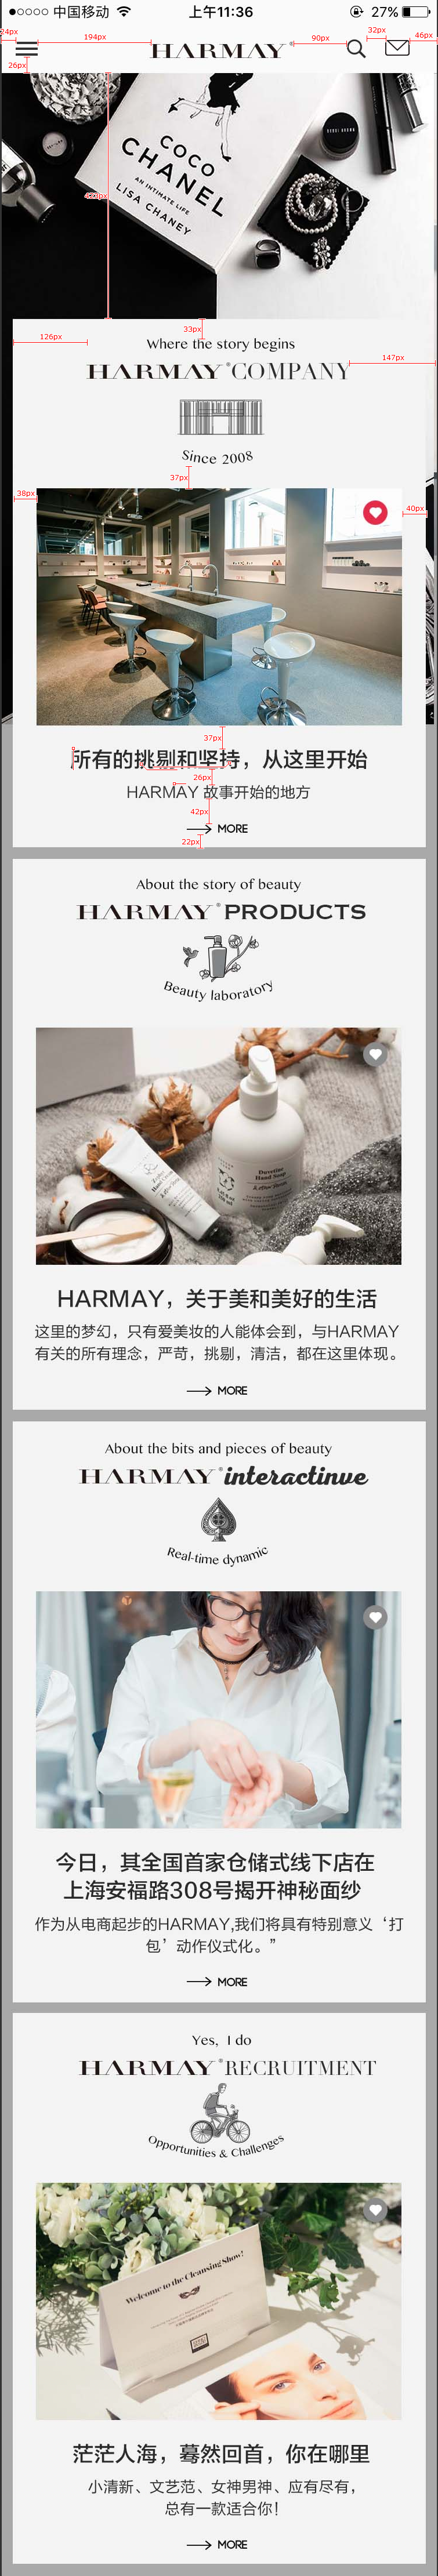 ●○○○○ 中国移动 上午11:36 27%
24px 194px 90px 32px 46px
HARMAY®
26px
433px
COCO
CHANEL
AN INTIMATE LIFE
LISA CHANEY
33px
126px
Where the story begins
147px
HARMAY®COMPANY
Since 2008
37px
38px
40px
37px
所有的挑剔和坚持，从这里开始
26px
HARMAY 故事开始的地方
42px
MORE
22px
About the story of beauty
HARMAY®PRODUCTS
Beauty laboratory
HARMAY，关于美和美好的生活
这里的梦幻，只有爱美妆的人能体会到，与HARMAY
有关的所有理念，严苛，挑剔，清洁，都在这里体现。
MORE
About the bits and pieces of beauty
HARMAY®interactinve
Real-time dynamic
今日，其全国首家仓储式线下店在
上海安福路308号揭开神秘面纱
作为从电商起步的HARMAY,我们将具有特别意义‘打
包’动作仪式化。”
MORE
Yes, I do
HARMAY®RECRUITMENT
Opportunities & Challenges
Welcome to the Cleansing Show!
茫茫人海，蓦然回首，你在哪里
小清新、文艺范、女神男神、应有尽有，
总有一款适合你！
MORE